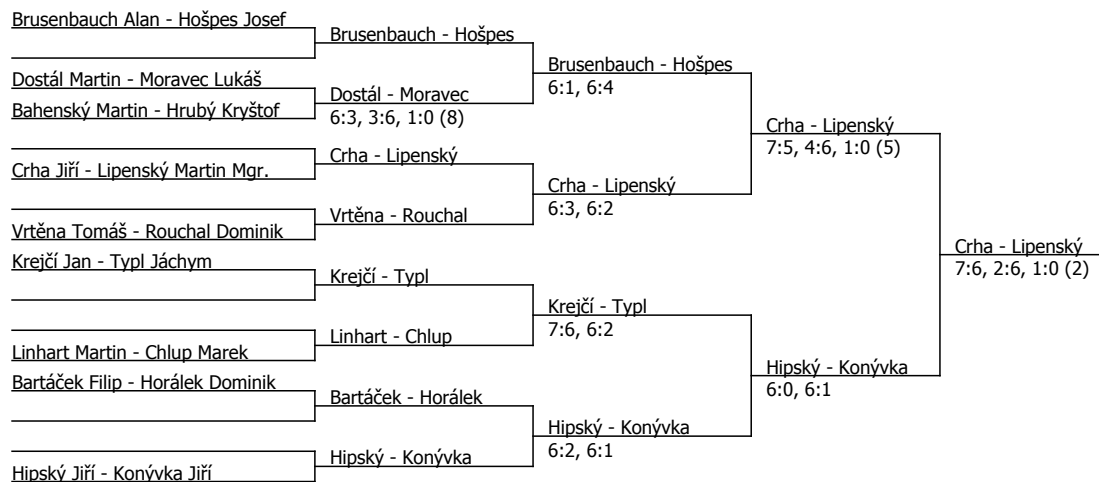 Brusenbauch Alan - Hošpes Josef
Dostál Martin - Moravec Lukáš
Bahenský Martin - Hrubý Kryštof
Crha Jiří - Lipenský Martin Mgr.
Vrtěna Tomáš - Rouchal Dominik
Krejčí Jan - Typl Jáchym
Linhart Martin - Chlup Marek
Bartáček Filip - Horálek Dominik
Hipský Jiří - Konývka Jiří
Brusenbauch - Hošpes
Dostál - Moravec
6:3, 3:6, 1:0 (8)
Crha - Lipenský
Vrtěna - Rouchal
Krejčí - Typl
Linhart - Chlup
Bartáček - Horálek
Hipský - Konývka
Brusenbauch - Hošpes
6:1, 6:4
Crha - Lipenský
6:3, 6:2
Krejčí - Typl
7:6, 6:2
Hipský - Konývka
6:2, 6:1
Crha - Lipenský
7:5, 4:6, 1:0 (5)
Hipský - Konývka
6:0, 6:1
Crha - Lipenský
7:6, 2:6, 1:0 (2)